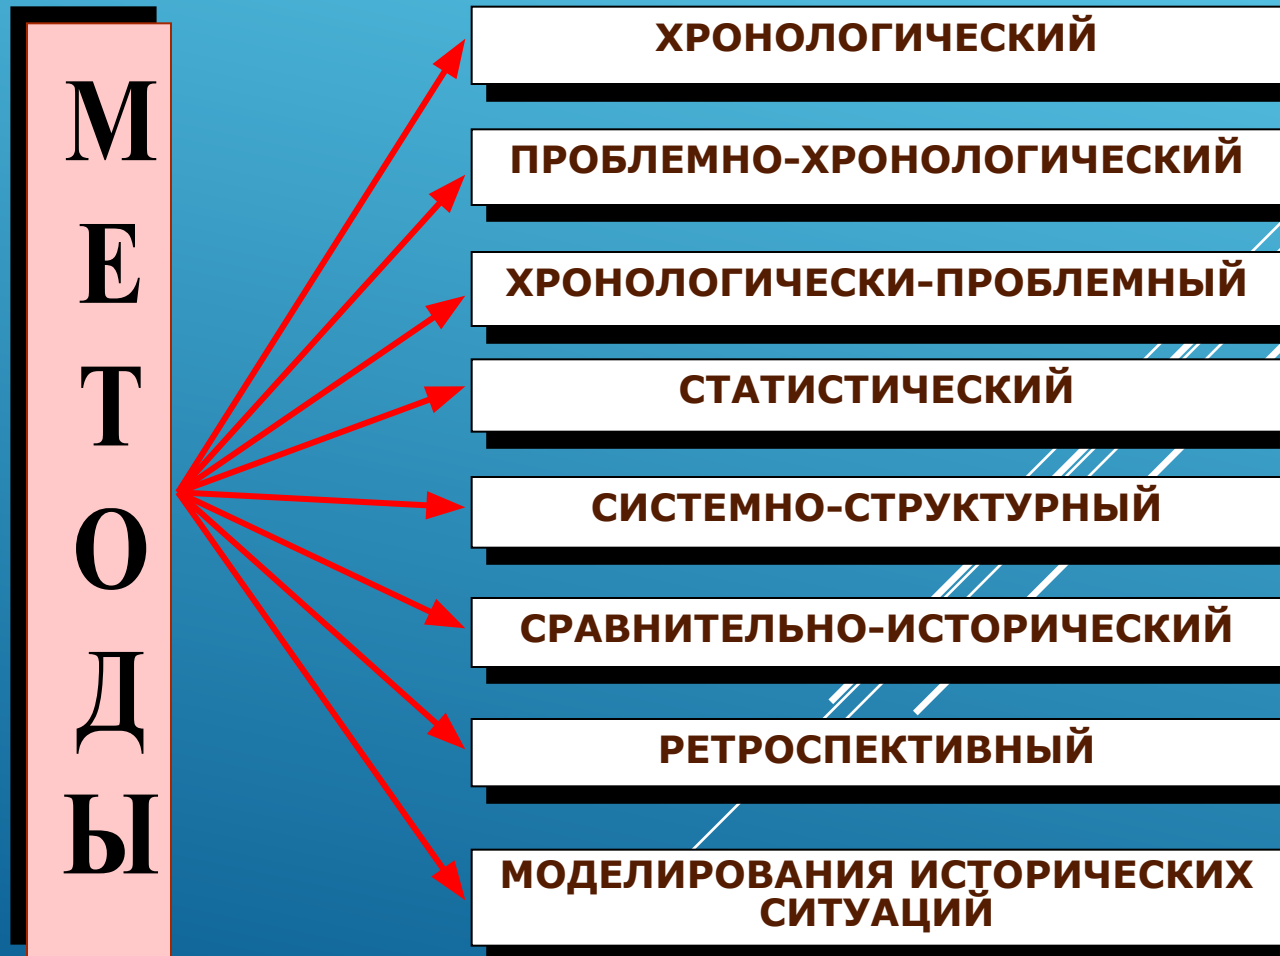 МЕТОДЫ
ХРОНОЛОГИЧЕСКИЙ
ПРОБЛЕМНО-ХРОНОЛОГИЧЕСКИЙ
ХРОНОЛОГИЧЕСКИ-ПРОБЛЕМНЫЙ
СТАТИСТИЧЕСКИЙ
СИСТЕМНО-СТРУКТУРНЫЙ
СРАВНИТЕЛЬНО-ИСТОРИЧЕСКИЙ
РЕТРОСПЕКТИВНЫЙ
МОДЕЛИРОВАНИЯ ИСТОРИЧЕСКИХ
СИТУАЦИЙ